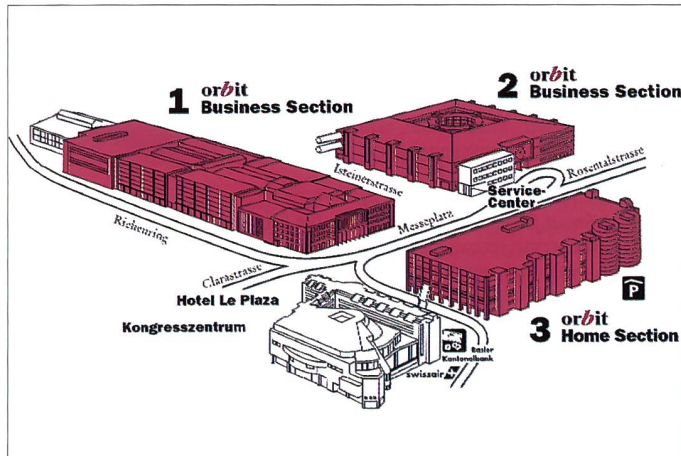 1 orbit
Business Section
2 orbit
Business Section
Isteinerstrasse
Rosentalstrasse
Service-
Center
Messeplatz
Riehenring
Clarastrasse
Hotel Le Plaza
P
Kongresszentrum
3 orbit
Home Section
Basler
Kantonalbank
swissair